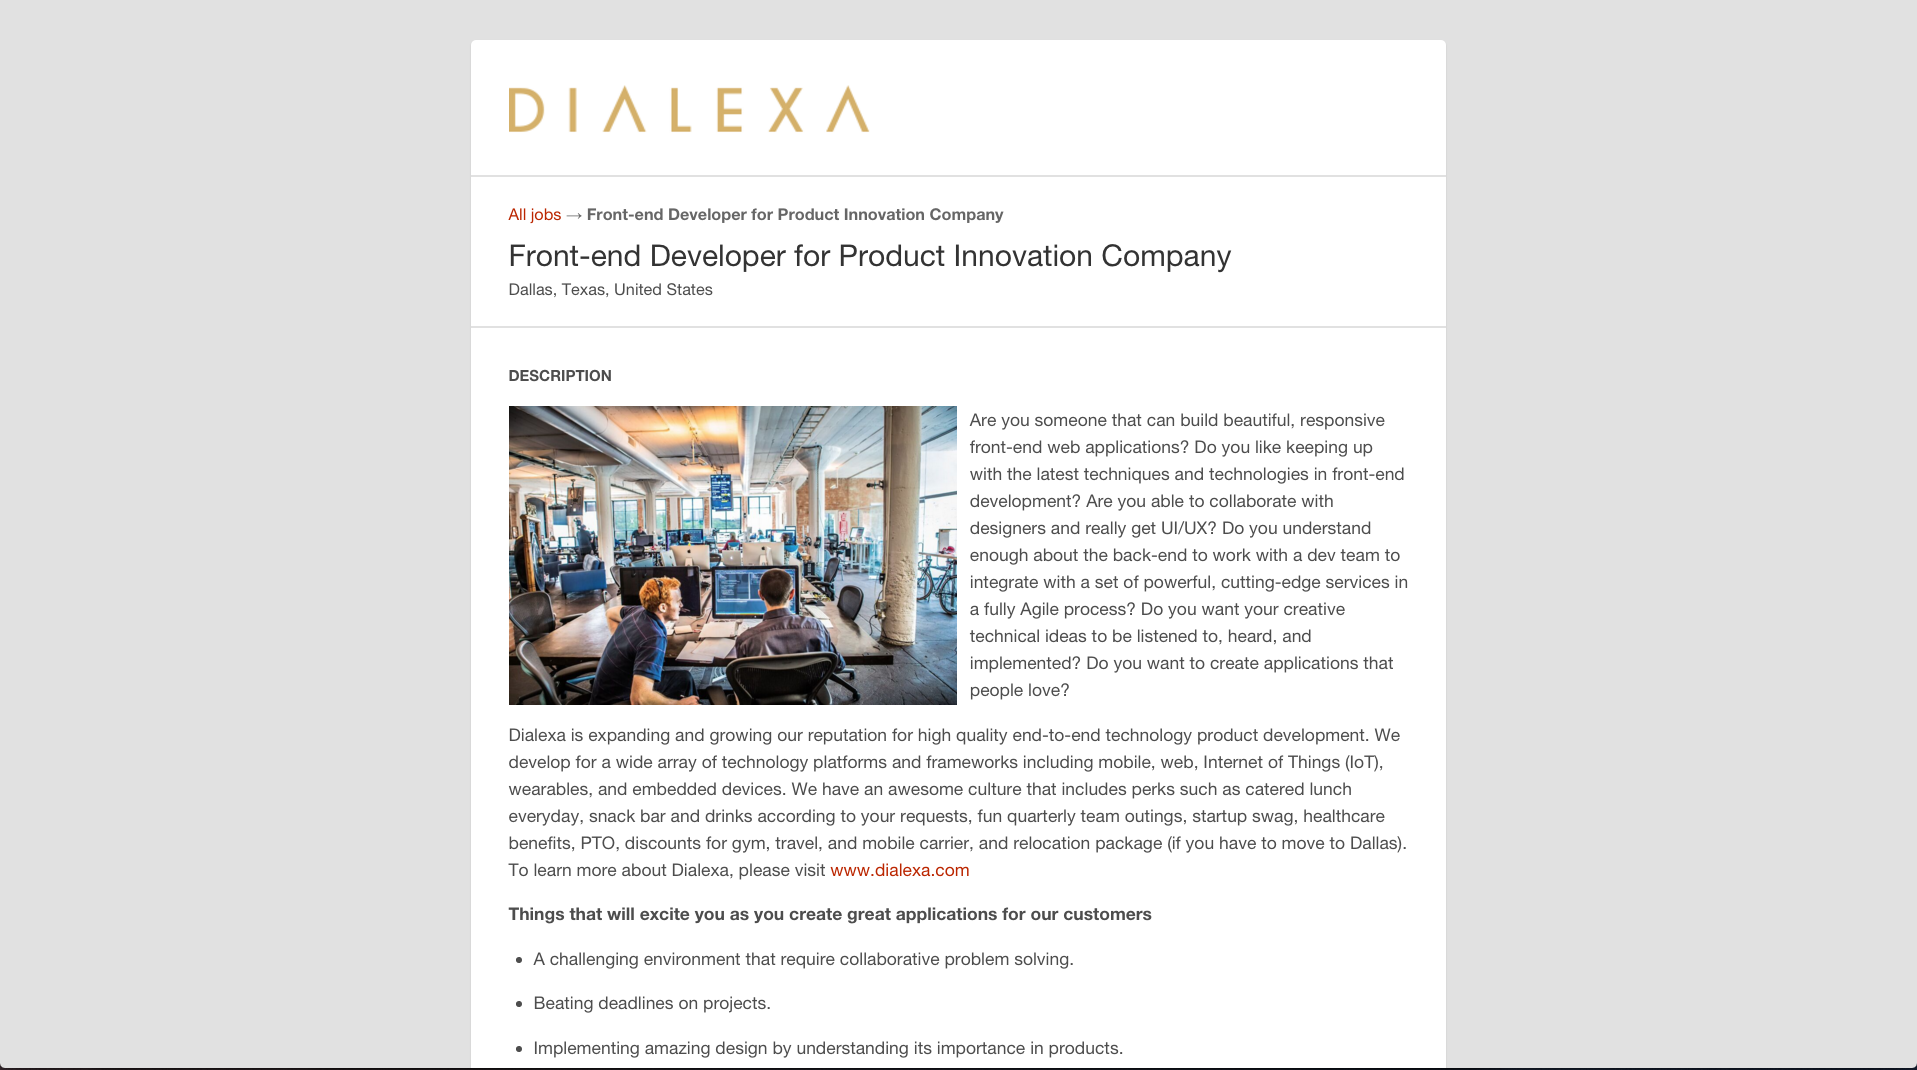 DIALEXA
All jobs → Front-end Developer for Product Innovation Company
Front-end Developer for Product Innovation Company
Dallas, Texas, United States
DESCRIPTION
Are you someone that can build beautiful, responsive
front-end web applications? Do you like keeping up
with the latest techniques and technologies in front-end
development? Are you able to collaborate with
designers and really get UI/UX? Do you understand
enough about the back-end to work with a dev team to
integrate with a set of powerful, cutting-edge services in
a fully Agile process? Do you want your creative
technical ideas to be listened to, heard, and
implemented? Do you want to create applications that
people love?
Dialexa is expanding and growing our reputation for high quality end-to-end technology product development. We
develop for a wide array of technology platforms and frameworks including mobile, web, Internet of Things (IoT),
wearables, and embedded devices. We have an awesome culture that includes perks such as catered lunch
everyday, snack bar and drinks according to your requests, fun quarterly team outings, startup swag, healthcare
benefits, PTO, discounts for gym, travel, and mobile carrier, and relocation package (if you have to move to Dallas).
To learn more about Dialexa, please visit www.dialexa.com
Things that will excite you as you create great applications for our customers
• A challenging environment that require collaborative problem solving.
• Beating deadlines on projects.
• Implementing amazing design by understanding its importance in products.